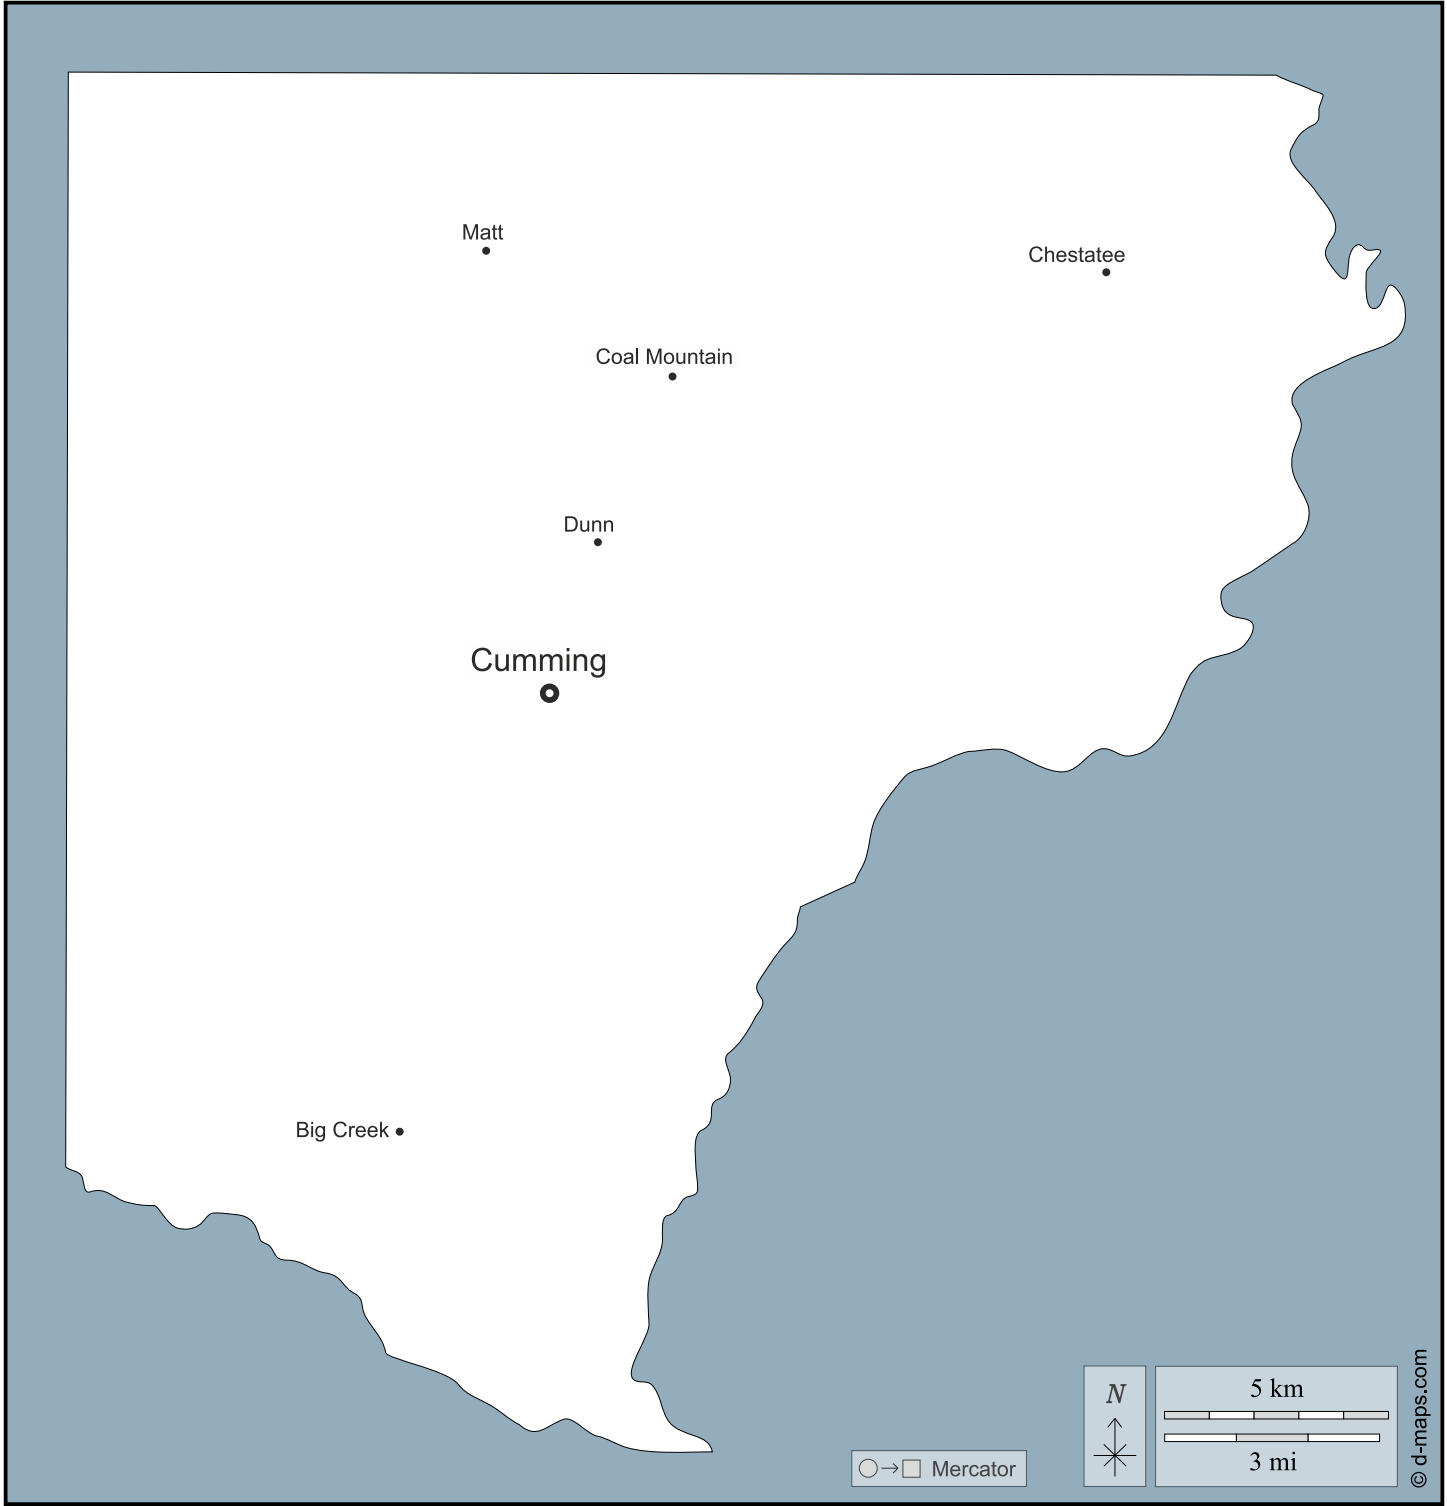 Matt
Chestatee
Coal Mountain
Dunn
Cumming
Big Creek
N
5 km
3 mi
Mercator
© d-maps.com